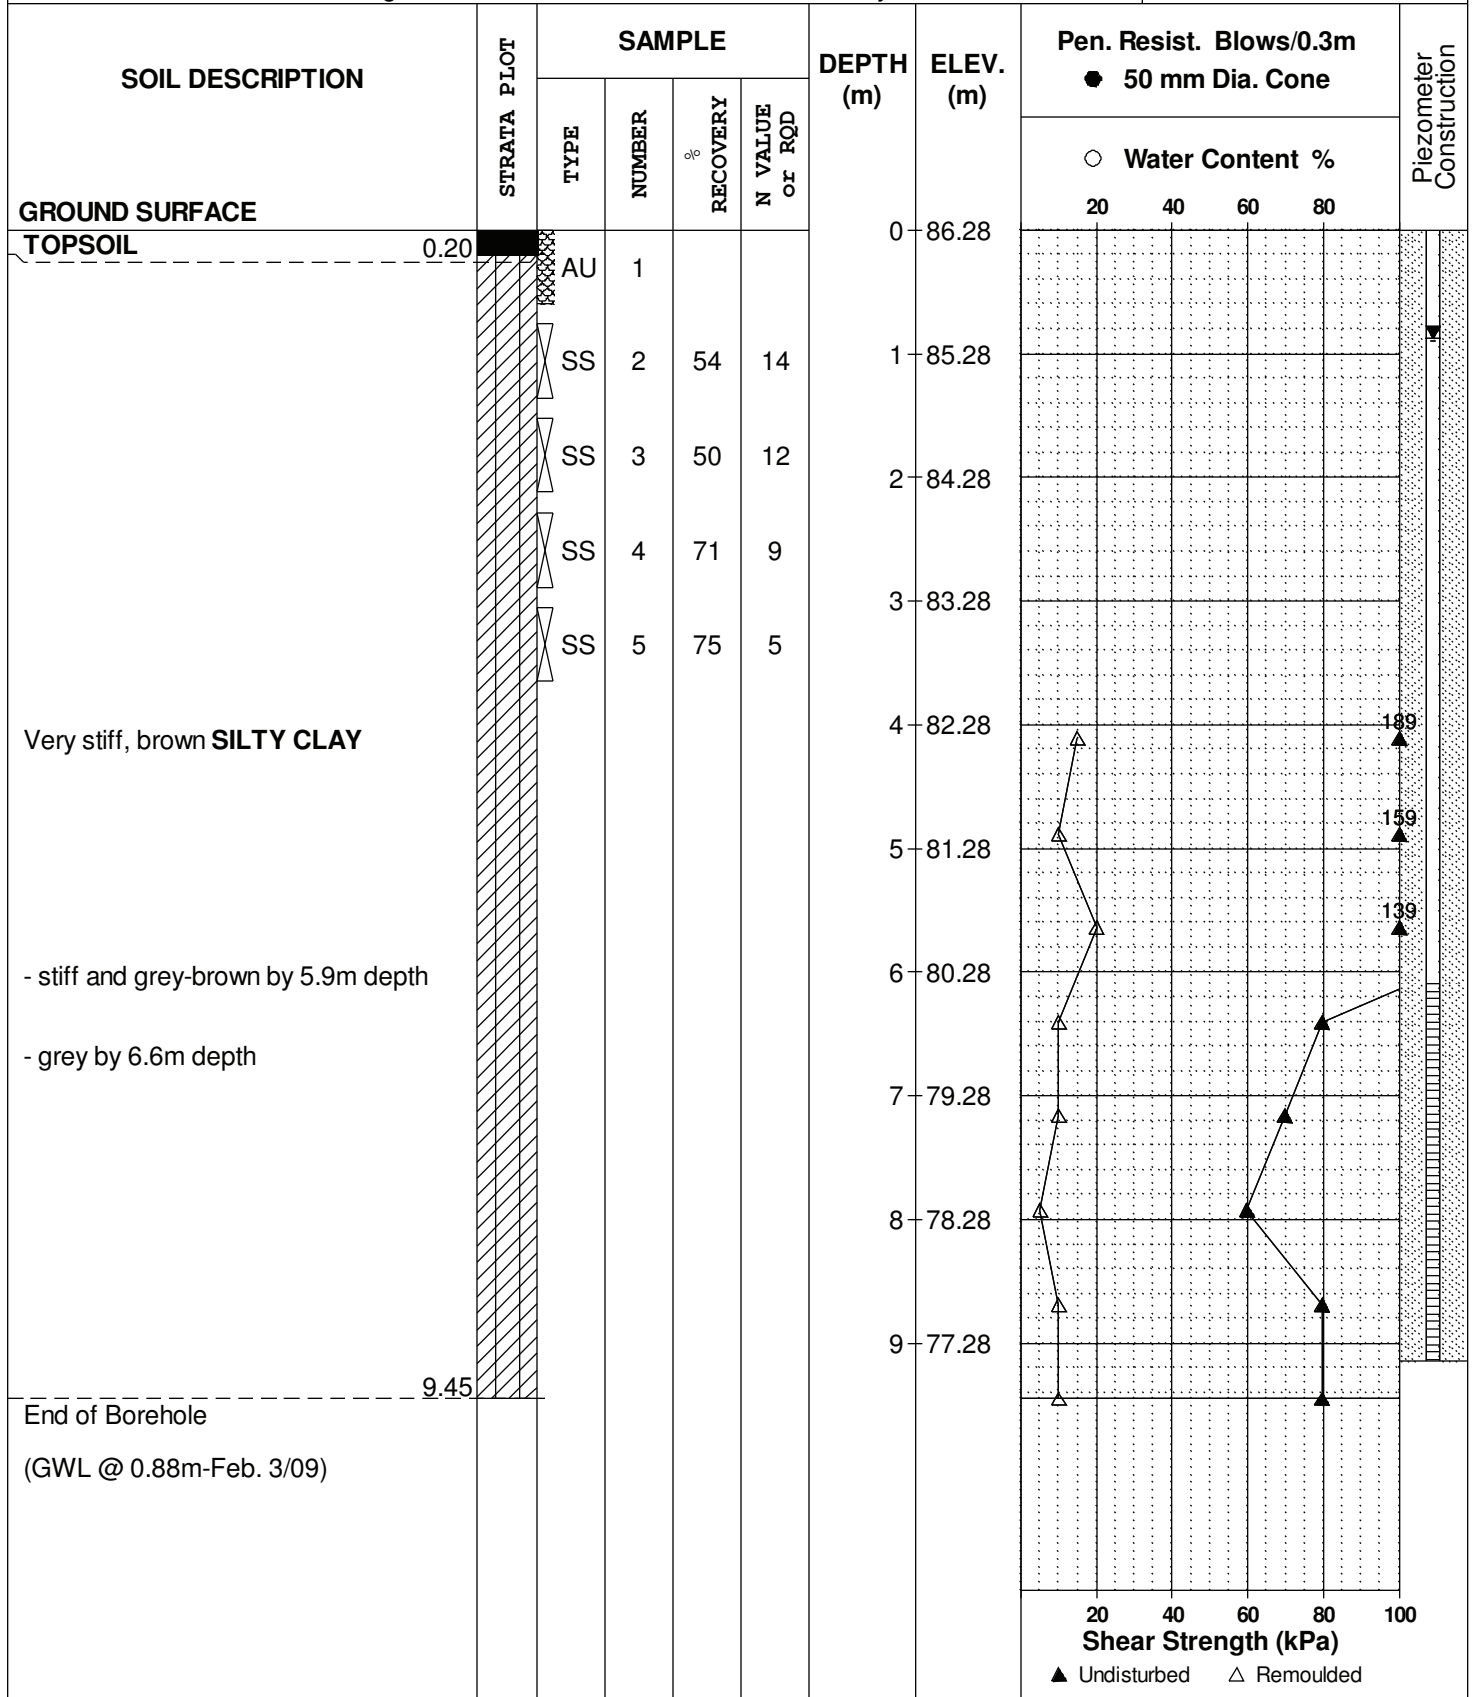 SOIL DESCRIPTION
GROUND SURFACE
STRATA PLOT
SAMPLE
TYPE
NUMBER
% RECOVERY
N VALUE or RQD
DEPTH (m)
ELEV. (m)
Pen. Resist. Blows/0.3m
● 50 mm Dia. Cone
○ Water Content %
20 40 60 80
Piezometer Construction
TOPSOIL 0.20
0 86.28
AU 1
SS 2 54 14
1 85.28
SS 3 50 12
2 84.28
SS 4 71 9
3 83.28
SS 5 75 5
4 82.28
189
Very stiff, brown SILTY CLAY
159
5 81.28
139
6 80.28
- stiff and grey-brown by 5.9m depth
- grey by 6.6m depth
7 79.28
8 78.28
9 77.28
9.45
End of Borehole
(GWL @ 0.88m-Feb. 3/09)
20 40 60 80 100
Shear Strength (kPa)
▲ Undisturbed △ Remoulded